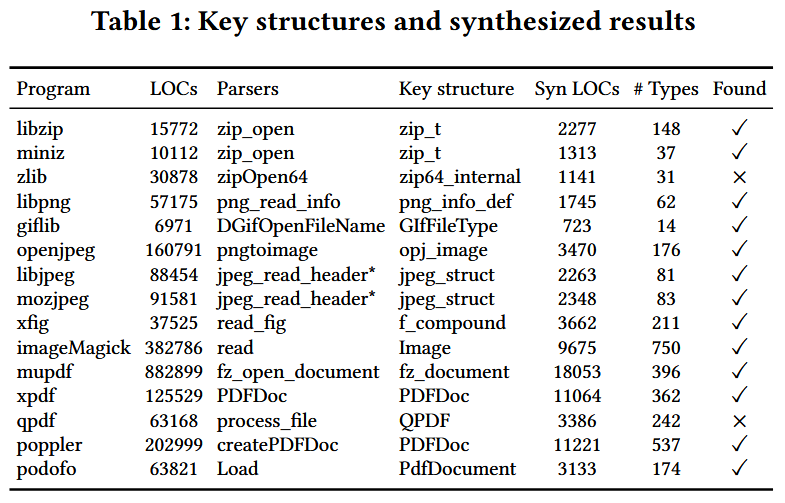 Table 1: Key structures and synthesized results
Program LOCs Parsers Key structure Syn LOCs # Types Found
libzip 15772 zip_open zip_t 2277 148 ✓
miniz 10112 zip_open zip_t 1313 37 ✓
zlib 30878 zipOpen64 zip64_internal 1141 31 ×
libpng 57175 png_read_info png_info_def 1745 62 ✓
giflib 6971 DGifOpenFileName GIfFileType 723 14 ✓
openjpeg 160791 pngtoimage opj_image 3470 176 ✓
libjpeg 88454 jpeg_read_header* jpeg_struct 2263 81 ✓
mozjpeg 91581 jpeg_read_header* jpeg_struct 2348 83 ✓
xfig 37525 read_fig f_compound 3662 211 ✓
imageMagick 382786 read Image 9675 750 ✓
mupdf 882899 fz_open_document fz_document 18053 396 ✓
xpdf 125529 PDFDoc PDFDoc 11064 362 ✓
qpdf 63168 process_file QPDF 3386 242 ×
poppler 202999 createPDFDoc PDFDoc 11221 537 ✓
podofo 63821 Load PdfDocument 3133 174 ✓